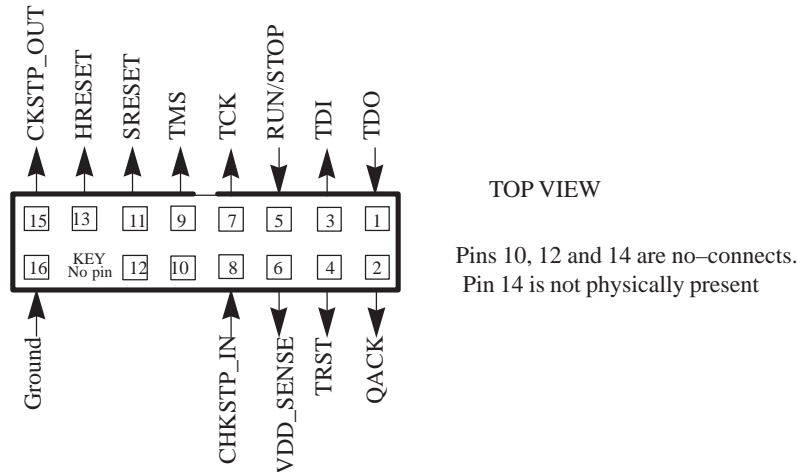 CKSTP_OUT
HRESET
SRESET
TMS
TCK
RUN/STOP
TDI
TDO
TOP VIEW
15 13 11 9 7 5 3 1
16 KEY No pin 12 10 8 6 4 2
Pins 10, 12 and 14 are no–connects.
Pin 14 is not physically present
Ground
CHKSTP_IN
VDD_SENSE
TRST
QACK